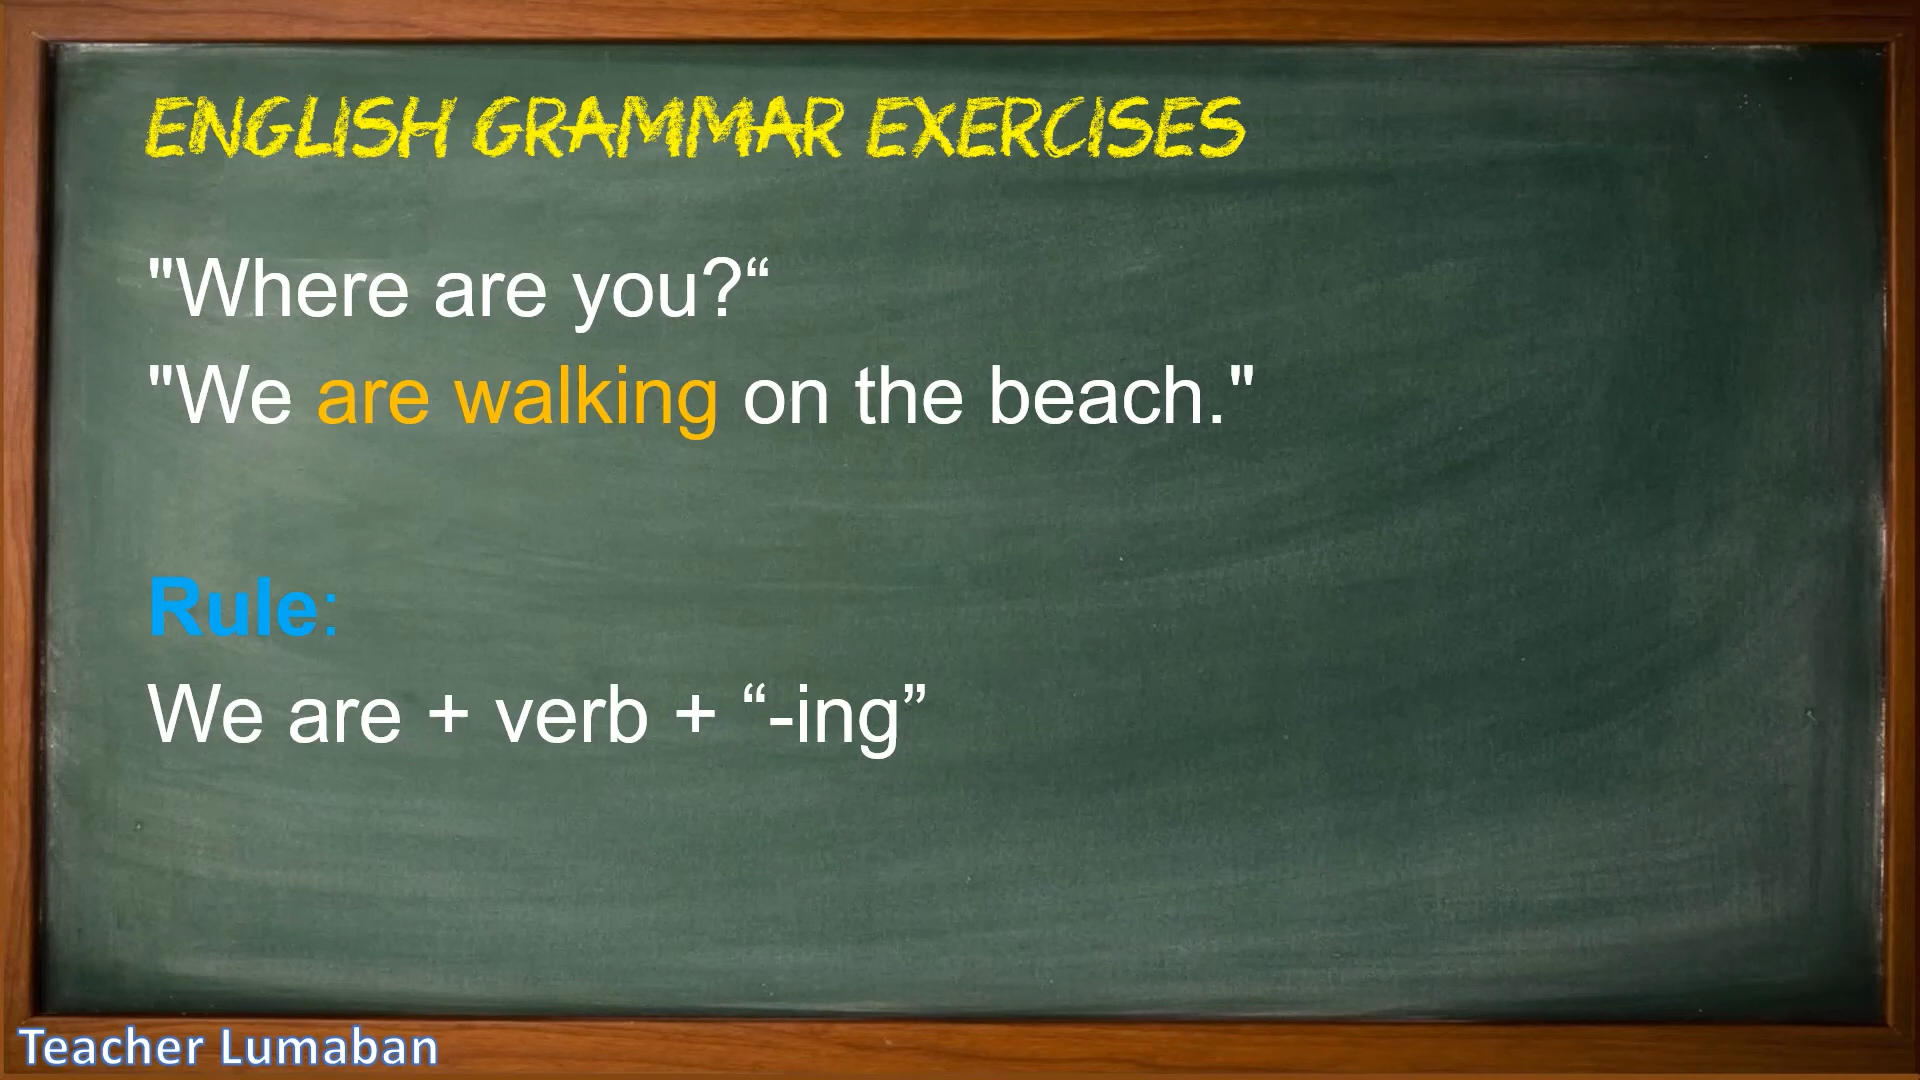 ENGLISH GRAMMAR EXERCISES
"Where are you?“
"We are walking on the beach."
Rule:
We are + verb + “-ing”
Teacher Lumaban